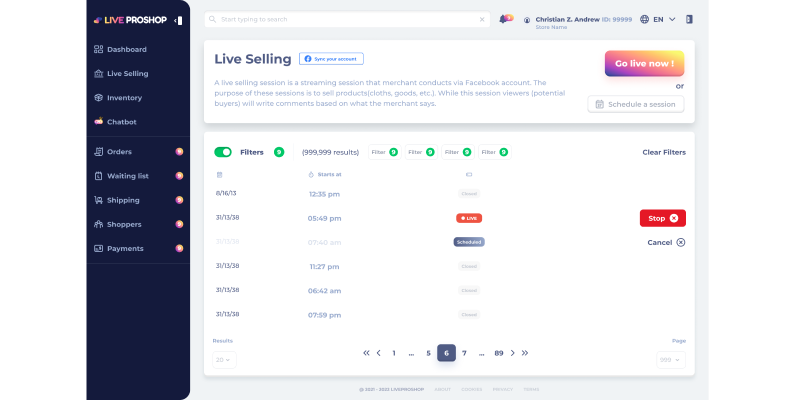 LIVE PROSHOP
Start typing to search
Christian Z. Andrew ID: 99999
Store Name
EN
Dashboard
Live Selling
Inventory
Chatbot
Orders 9
Waiting list 9
Shipping 9
Shoppers 9
Payments 9
Live Selling
Sync your account
A live selling session is a streaming session that merchant conducts via Facebook account. The
purpose of these sessions is to sell products(cloths, goods, etc.). While this session viewers (potential
buyers) will write comments based on what the merchant says.
Go live now !
or
Schedule a session
Filters 9 (999,999 results) Filter 9 Filter 9 Filter 9 Filter 9 Clear Filters
Starts at
8/16/13 12:35 pm Closed
31/13/38 05:49 pm LIVE Stop
31/13/38 07:40 am Scheduled Cancel
31/13/38 11:27 pm Closed
31/13/38 06:42 am Closed
31/13/38 07:59 pm Closed
Results Page
20 1 ... 5 6 7 ... 89 999
© 2021 - 2022 LIVEPROSHOP ABOUT COOKIES PRIVACY TERMS